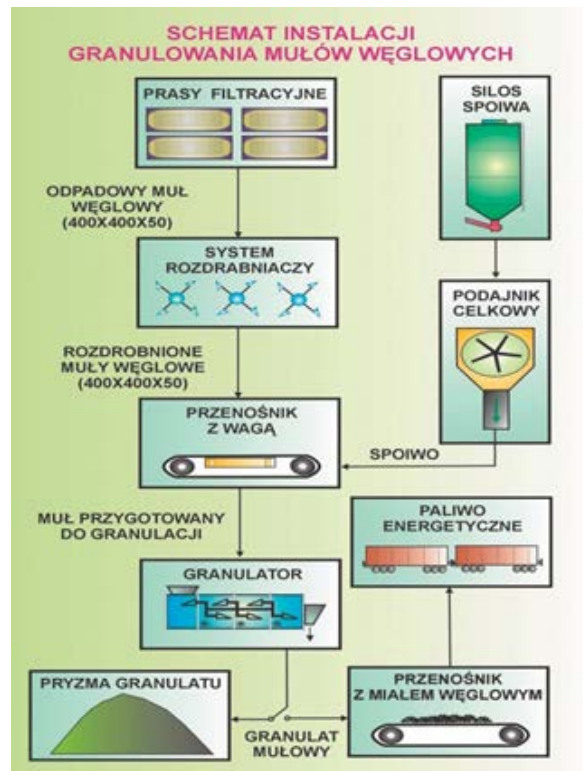 SCHEMAT INSTALACJI
GRANULOWANIA MUŁÓW WĘGLOWYCH
PRASY FILTRACYJNE
SILOS
SPOIWA
ODPADOWY MUŁ
WĘGLOWY
(400X400X50)
SYSTEM
ROZDRABNIACZY
PODAJNIK
CELKOWY
ROZDROBNIONE
MUŁY WĘGLOWE
(400X400X50)
PRZENOŚNIK
Z WAGĄ
SPOIWO
MUŁ PRZYGOTOWANY
DO GRANULACJI
PALIWO
ENERGETYCZNE
GRANULATOR
PRYZMA GRANULATU
GRANULAT
MUŁOWY
PRZENOŚNIK
Z MIAŁEM WĘGLOWYM